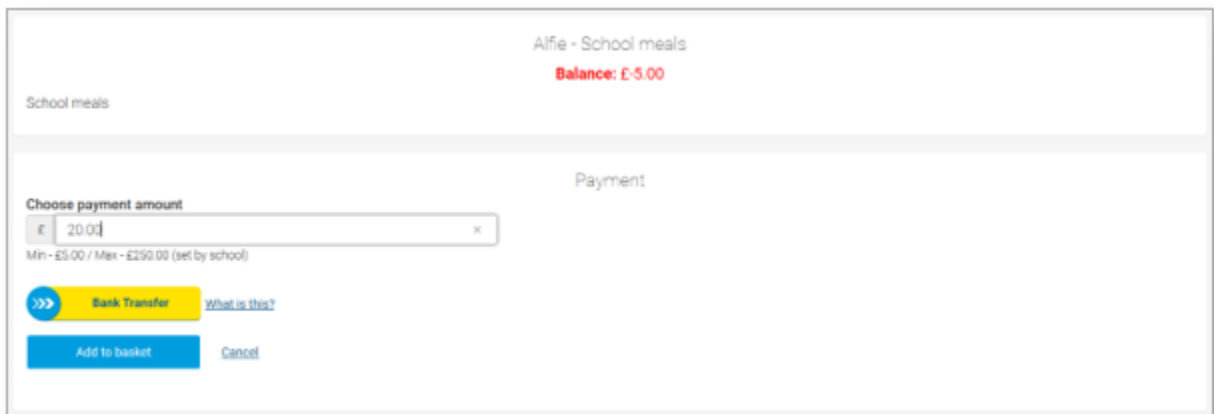 Alfie - School meals
Balance: £-5.00
School meals
Payment
Choose payment amount
£ 20.00 ×
Min - £5.00 / Max - £250.00 (set by school)
Bank Transfer What is this?
Add to basket Cancel